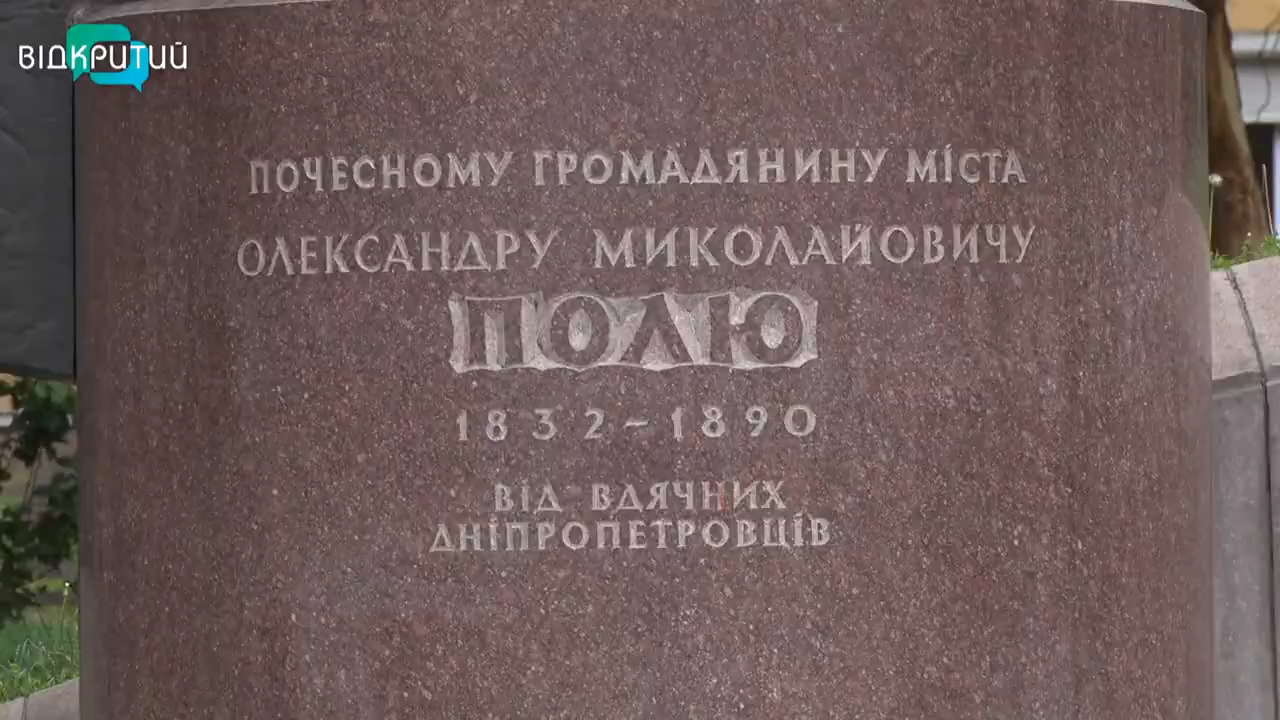 ВІДКРИТИЙ
ПОЧЕСНОМУ ГРОМАДЯНИНУ МІСТА
ОЛЕКСАНДРУ МИКОЛАЙОВИЧУ
ПОЛЮ
1832-1890
ВІД ВДЯЧНИХ
ДНІПРОПЕТРОВЦІВ